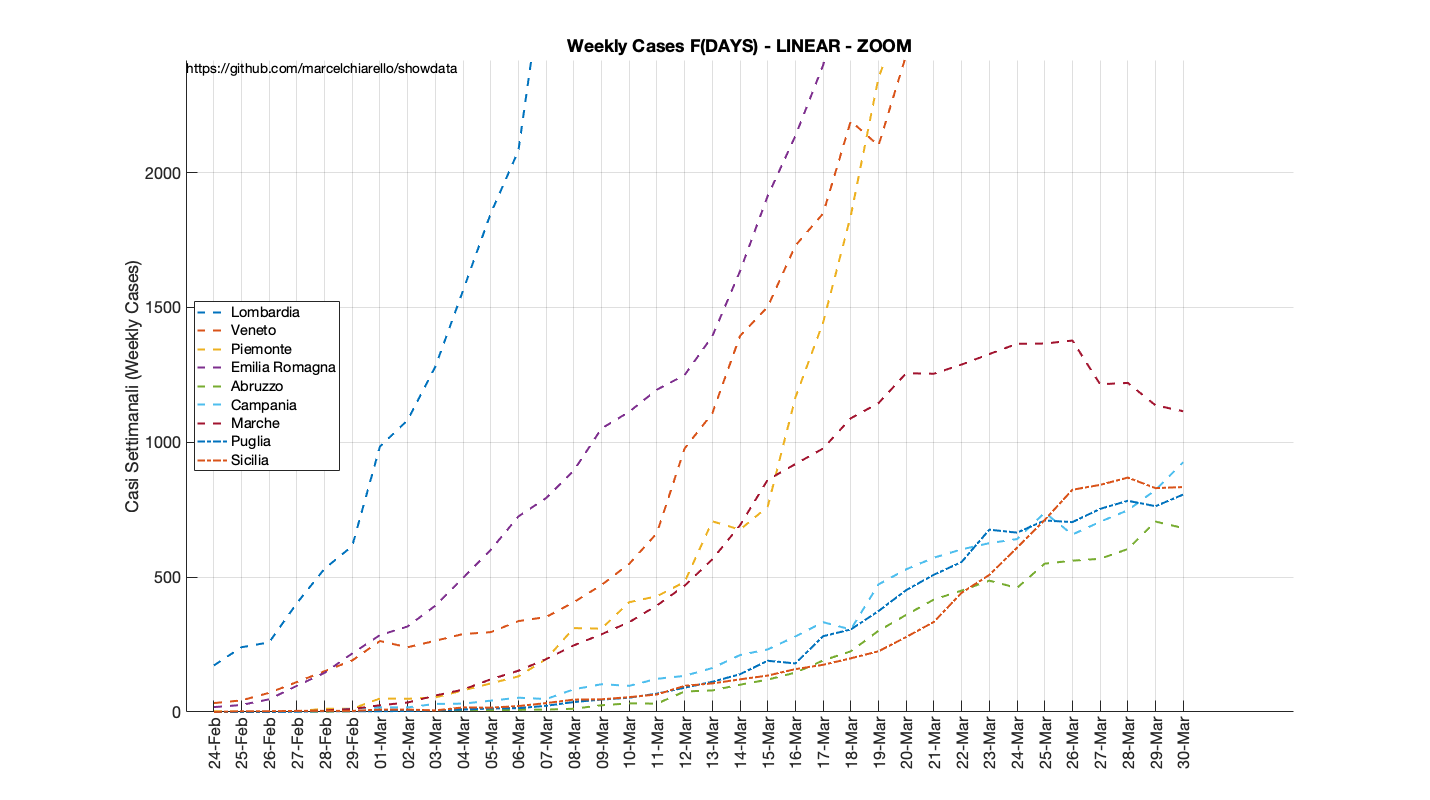 Weekly Cases F(DAYS) - LINEAR - ZOOM
https://github.com/marcelchiarello/showdata
Casi Settimanali (Weekly Cases)
2000
1500
1000
500
0
Lombardia
Veneto
Piemonte
Emilia Romagna
Abruzzo
Campania
Marche
Puglia
Sicilia
24-Feb
25-Feb
26-Feb
27-Feb
28-Feb
29-Feb
01-Mar
02-Mar
03-Mar
04-Mar
05-Mar
06-Mar
07-Mar
08-Mar
09-Mar
10-Mar
11-Mar
12-Mar
13-Mar
14-Mar
15-Mar
16-Mar
17-Mar
18-Mar
19-Mar
20-Mar
21-Mar
22-Mar
23-Mar
24-Mar
25-Mar
26-Mar
27-Mar
28-Mar
29-Mar
30-Mar